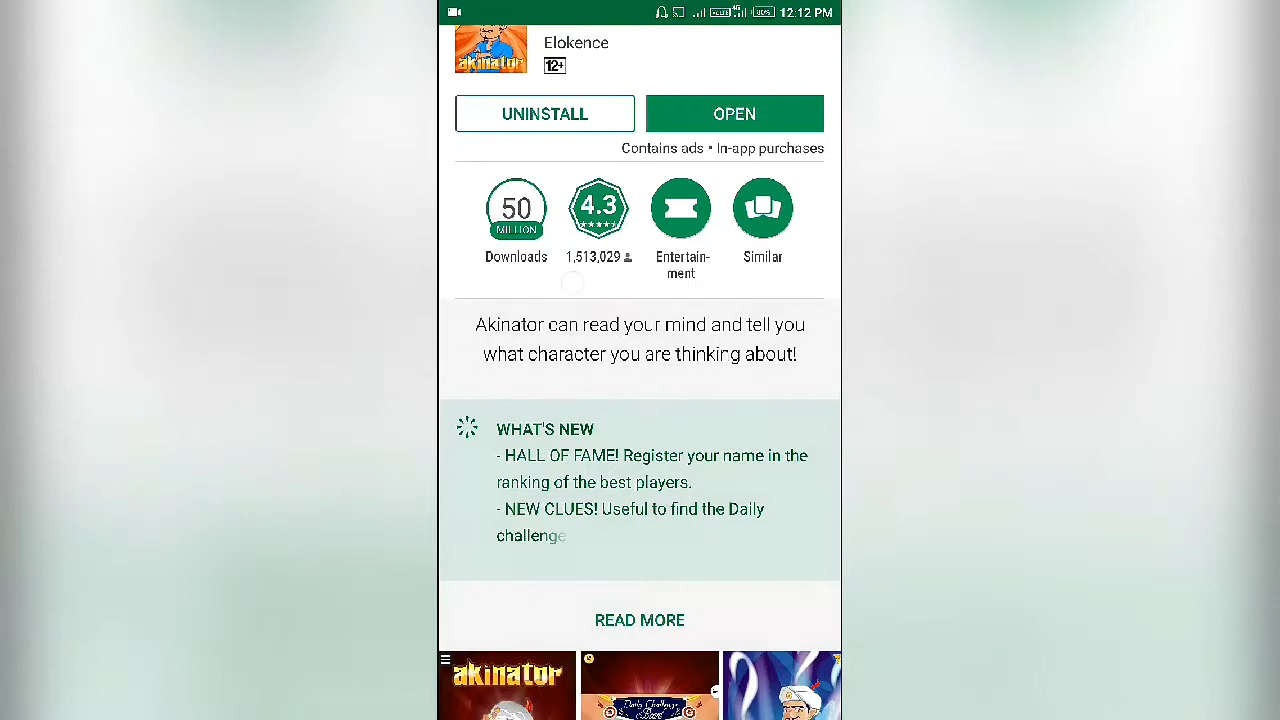 12:12 PM
akinator
Elokence
12+
UNINSTALL
OPEN
Contains ads • In-app purchases
50
MILLION
4.3
Downloads
1,513,029
Entertain-
ment
Similar
Akinator can read your mind and tell you
what character you are thinking about!
WHAT'S NEW
- HALL OF FAME! Register your name in the
ranking of the best players.
- NEW CLUES! Useful to find the Daily
challenge
READ MORE
akinator
Daily Challenge